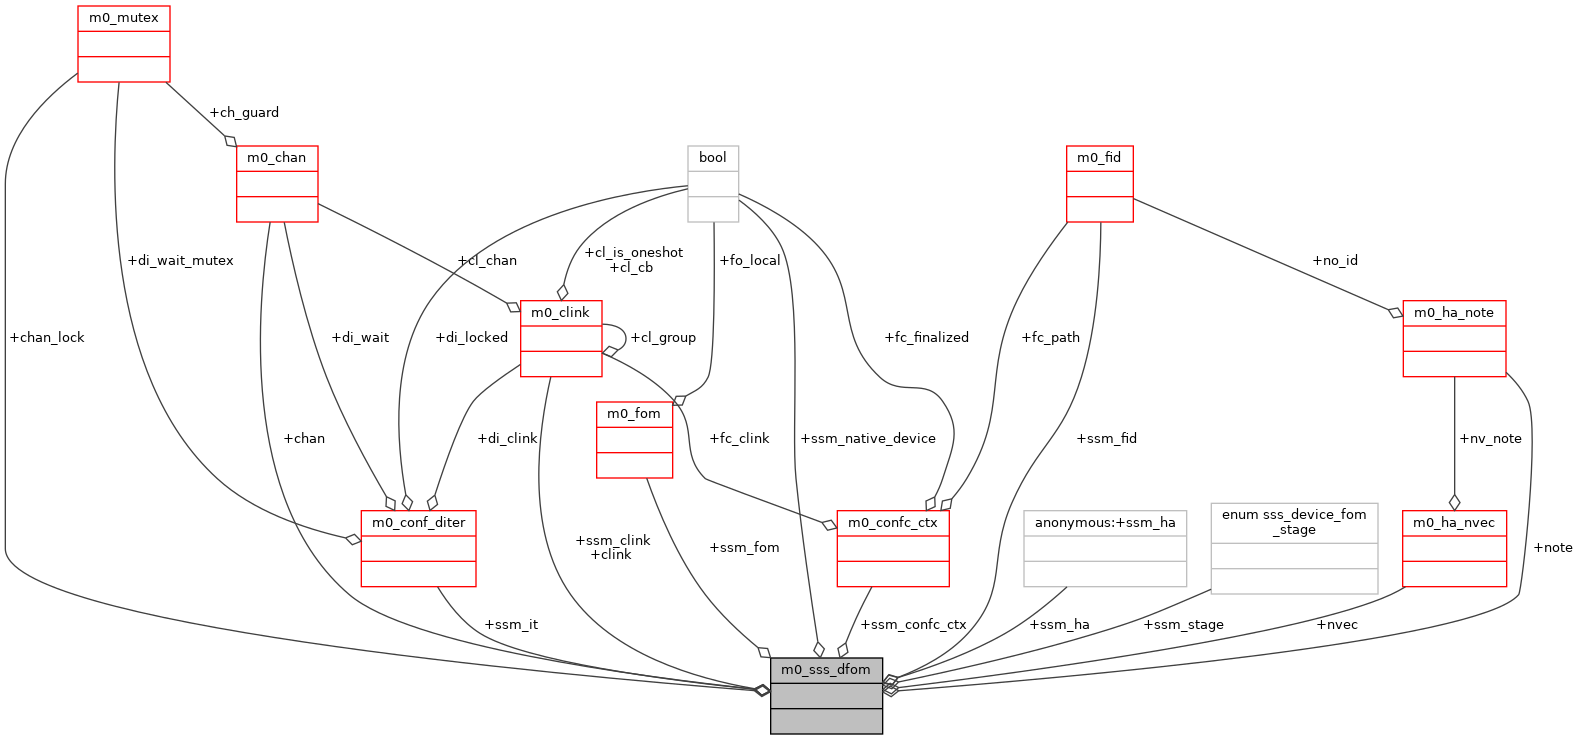 m0_mutex
+ch_guard
m0_chan
bool
m0_fid
+di_wait_mutex
+cl_chan
+cl_is_oneshot
+cl_cb
+fo_local
+no_id
m0_clink
m0_ha_note
+chan_lock
+di_wait
+di_locked
+cl_group
+fc_finalized
+fc_path
m0_fom
+chan
+di_clink
+fc_clink
+ssm_native_device
+ssm_fid
+nv_note
m0_conf_diter
m0_confc_ctx
anonymous:+ssm_ha
enum sss_device_fom
_stage
m0_ha_nvec
+ssm_clink
+clink
+ssm_fom
+note
+ssm_it
+ssm_confc_ctx
+ssm_ha
+ssm_stage
+nvec
m0_sss_dfom